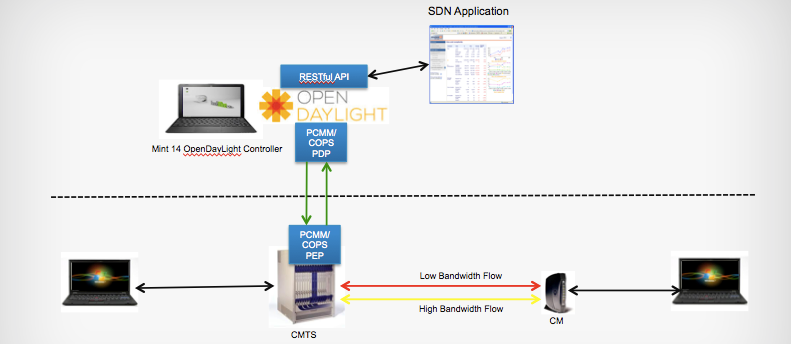 SDN Application
RESTful API
OPEN
DAYLIGHT
PCMM/
COPS
PDP
Mint 14 OpenDayLight Controller
PCMM/
COPS
PEP
Low Bandwidth Flow
High Bandwidth Flow
CM
CMTS